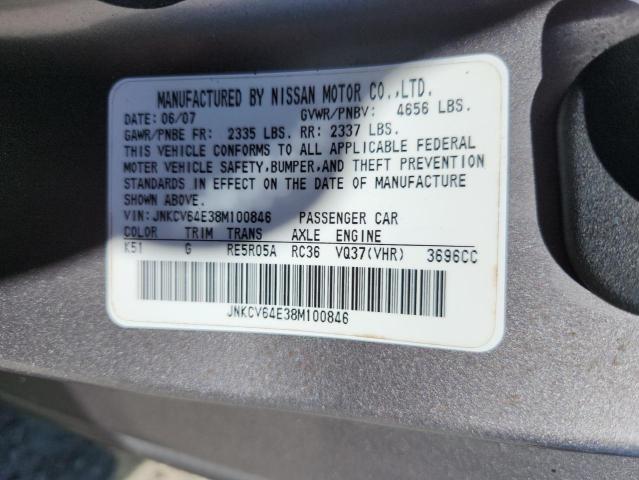 MANUFACTURED BY NISSAN MOTOR CO.,LTD.
DATE: 06/07 GVWR/PNBV: 4656 LBS.
GAWR/PNBE FR: 2335 LBS. RR: 2337 LBS.
THIS VEHICLE CONFORMS TO ALL APPLICABLE FEDERAL
MOTOR VEHICLE SAFETY, BUMPER, AND THEFT PREVENTION
STANDARDS IN EFFECT ON THE DATE OF MANUFACTURE
SHOWN ABOVE.
VIN: JNKCV64E38M100846 PASSENGER CAR
COLOR TRIM TRANS AXLE ENGINE
K51 G RE5R05A RC36 VQ37(VHR) 3696CC
JNKCV64E38M100846